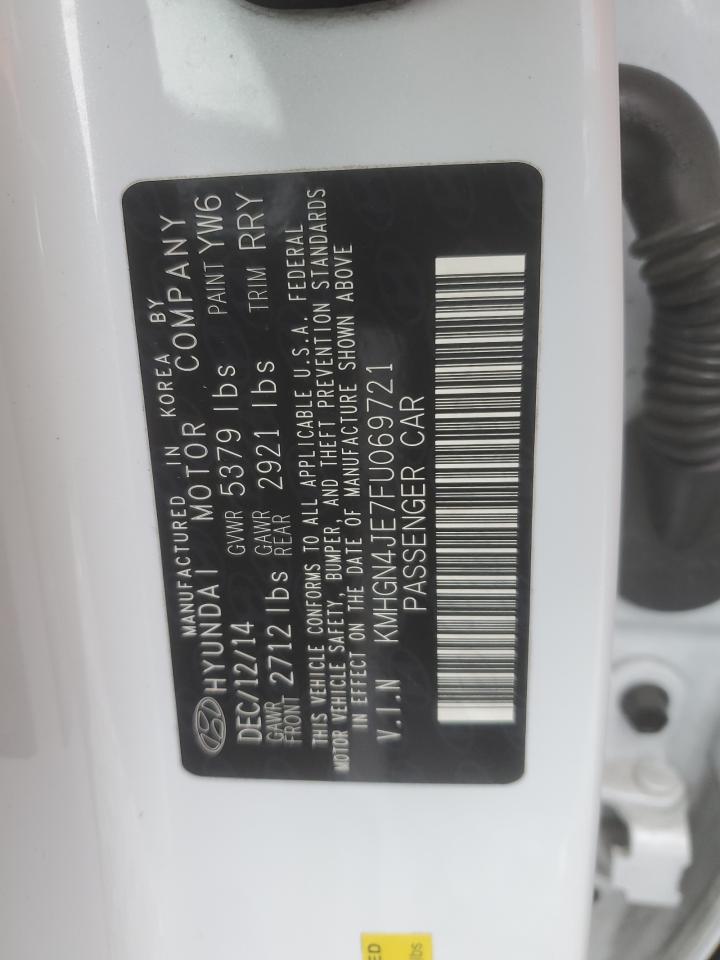 MANUFACTURED IN KOREA BY
HYUNDAI MOTOR COMPANY
DEC/12/14 GVWR 5379 lbs PAINT YW6
GAWR FRONT 2712 lbs GAWR REAR 2921 lbs TRIM RRY
THIS VEHICLE CONFORMS TO ALL APPLICABLE U.S.A. FEDERAL
MOTOR VEHICLE SAFETY, BUMPER, AND THEFT PREVENTION STANDARDS
IN EFFECT ON THE DATE OF MANUFACTURE SHOWN ABOVE
V.I.N KMHGN4JE7FU069721
PASSENGER CAR
ED
lbs